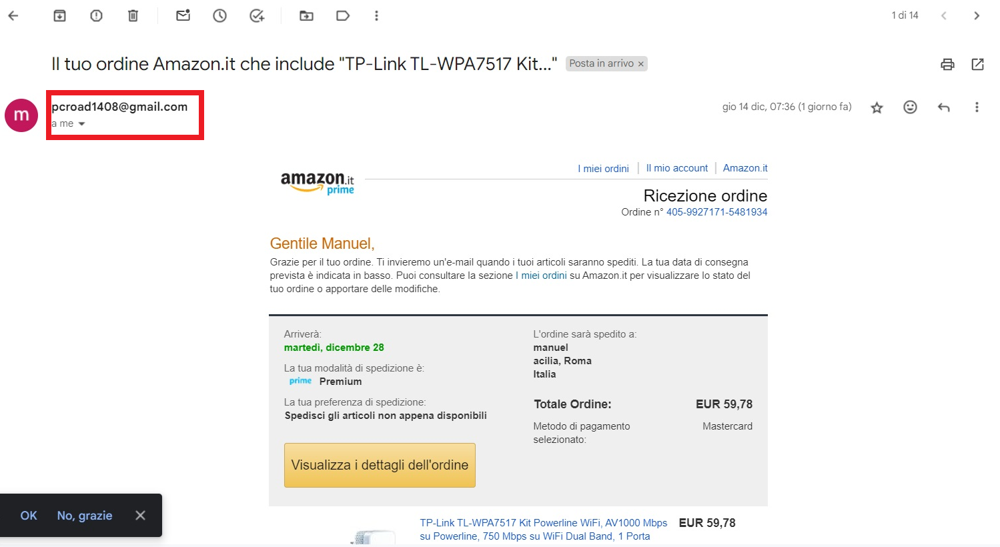 1 di 14
Il tuo ordine Amazon.it che include "TP-Link TL-WPA7517 Kit..." Posta in arrivo ×
m
pcroad1408@gmail.com
gio 14 dic, 07:36 (1 giorno fa)
a me
amazon.it
prime
I miei ordini | Il mio account | Amazon.it
Ricezione ordine
Ordine n° 405-9927171-5481934
Gentile Manuel,
Grazie per il tuo ordine. Ti invieremo un'e-mail quando i tuoi articoli saranno spediti. La tua data di consegna
prevista è indicata in basso. Puoi consultare la sezione I miei ordini su Amazon.it per visualizzare lo stato del
tuo ordine o apportare delle modifiche.
Arriverà:
martedì, dicembre 28
La tua modalità di spedizione è:
prime Premium
La tua preferenza di spedizione:
Spedisci gli articoli non appena disponibili
Visualizza i dettagli dell'ordine
L'ordine sarà spedito a:
manuel
acilia, Roma
Italia
Totale Ordine: EUR 59,78
Metodo di pagamento Mastercard
selezionato:
OK No, grazie
TP-Link TL-WPA7517 Kit Powerline WiFi, AV1000 Mbps EUR 59,78
su Powerline, 750 Mbps su WiFi Dual Band, 1 Porta